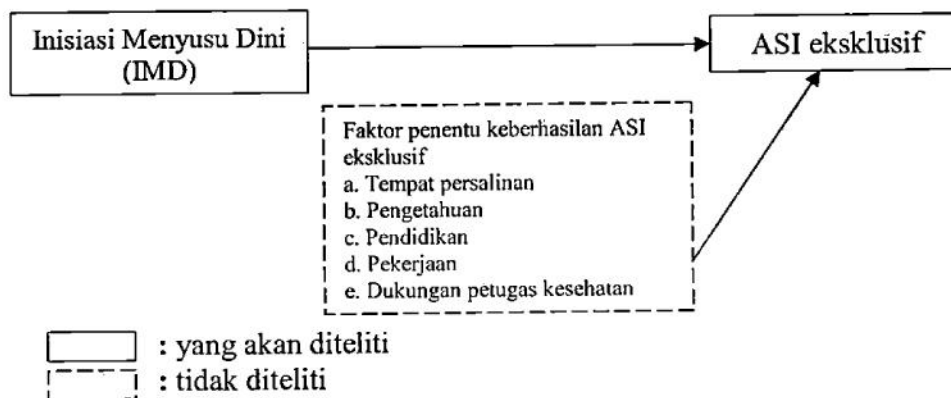 Inisiasi Menyusu Dini
(IMD)
ASI eksklusif
Faktor penentu keberhasilan ASI
eksklusif
a. Tempat persalinan
b. Pengetahuan
c. Pendidikan
d. Pekerjaan
e. Dukungan petugas kesehatan
: yang akan diteliti
: tidak diteliti